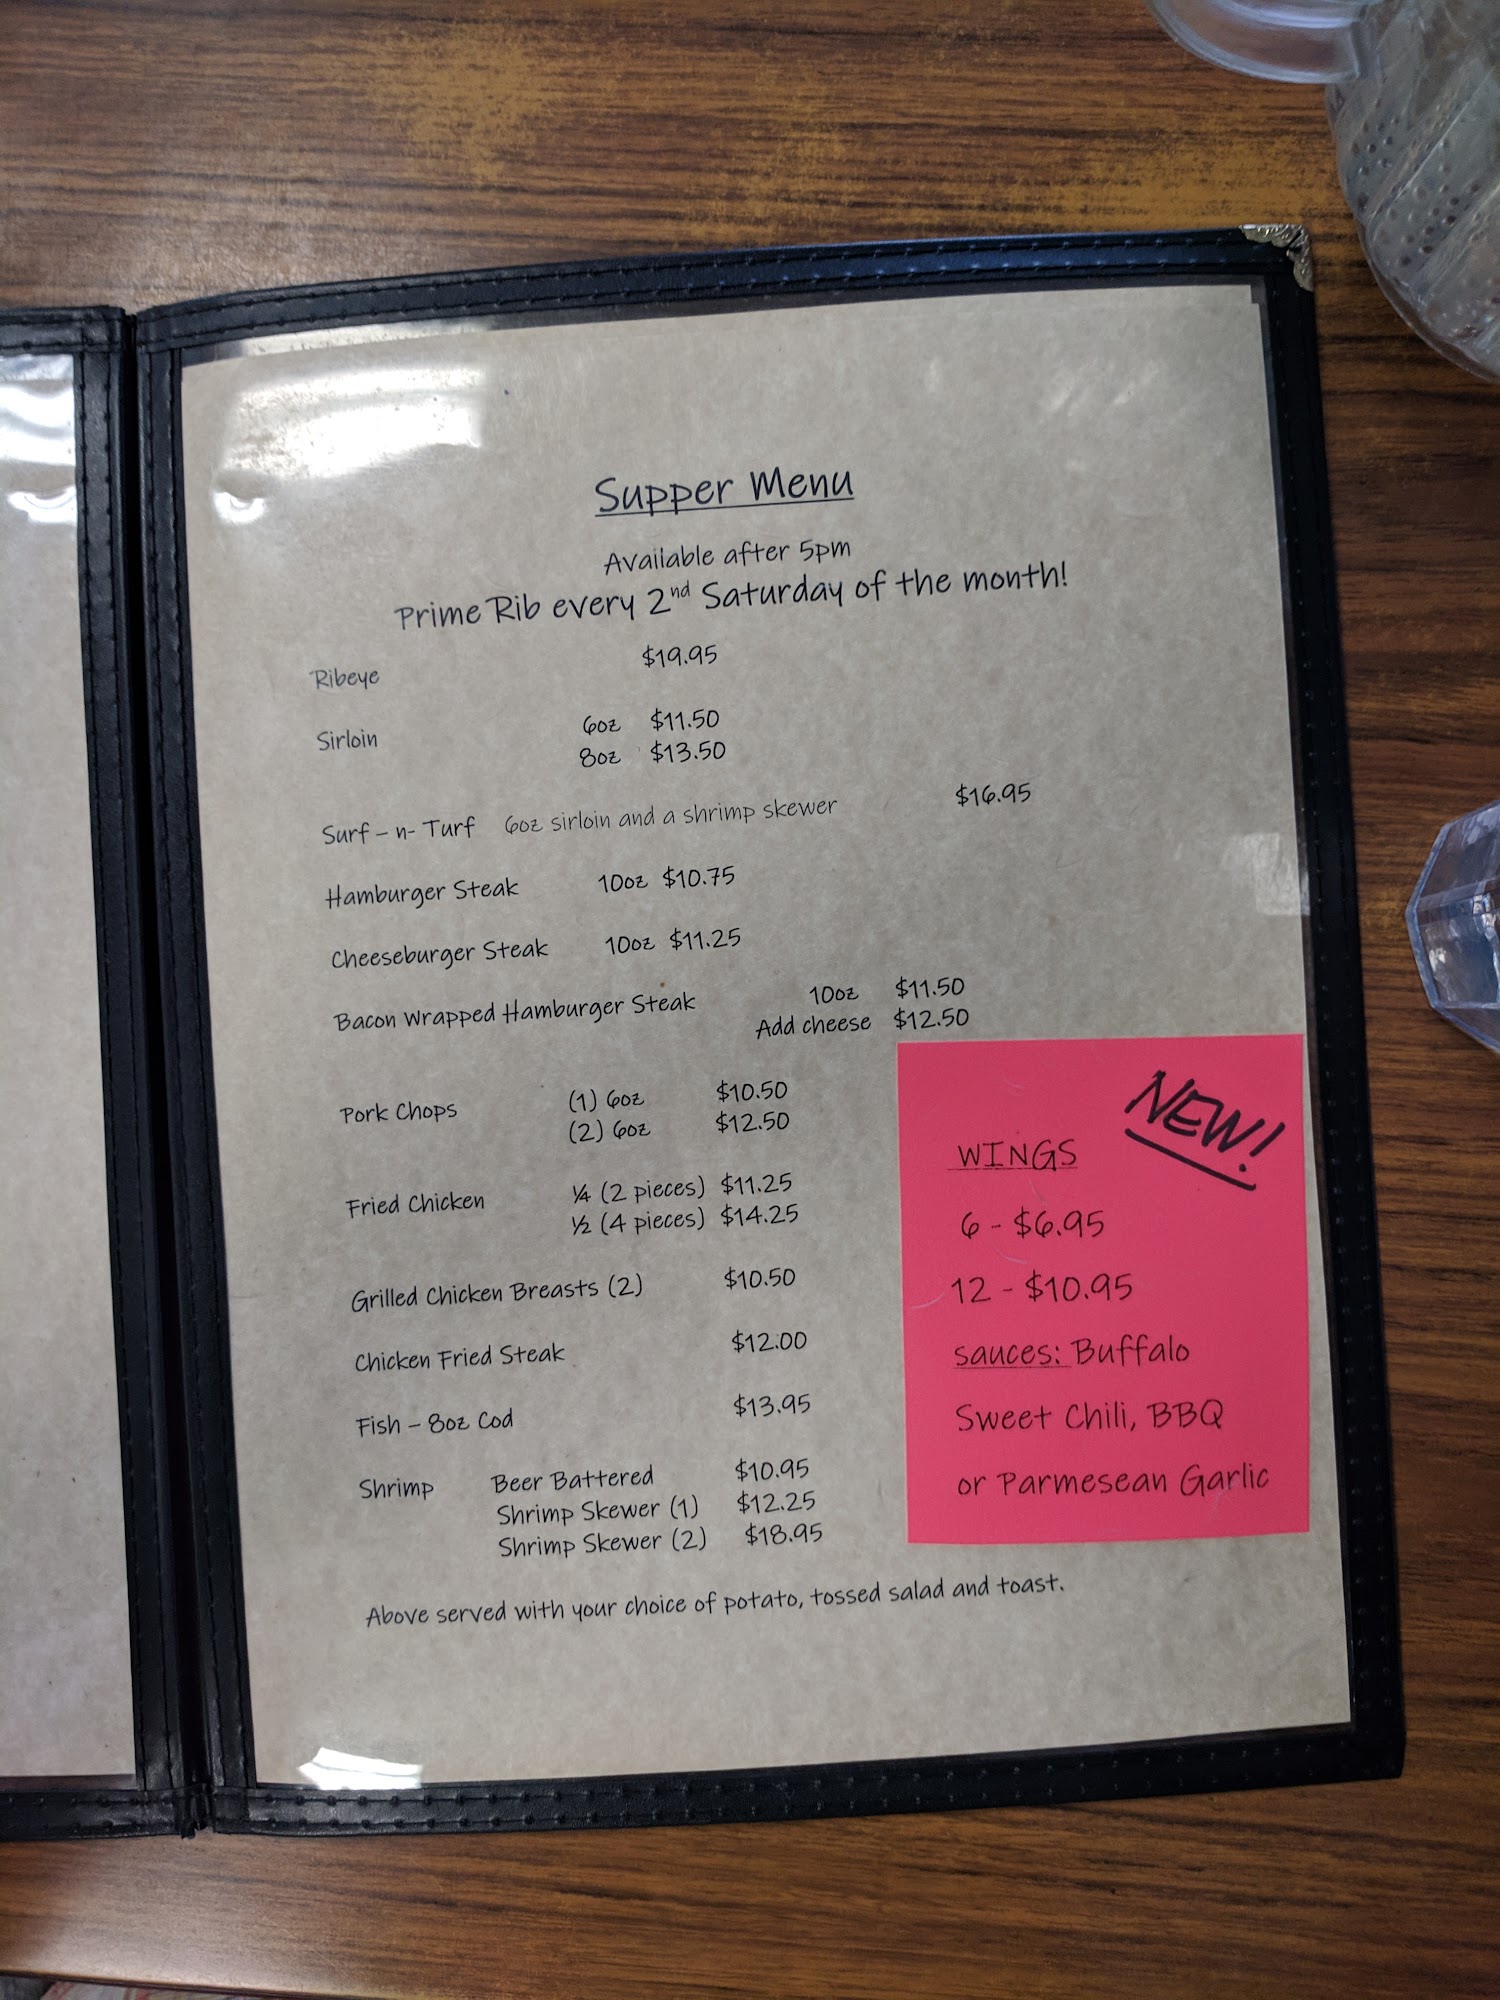 Supper Menu
Available after 5pm
Prime Rib every 2nd Saturday of the month!
Ribeye $19.95
Sirloin 6oz $11.50
8oz $13.50
Surf - n- Turf 6oz sirloin and a shrimp skewer $16.95
Hamburger Steak 10oz $10.75
Cheeseburger Steak 10oz $11.25
Bacon Wrapped Hamburger Steak 10oz $11.50
Add cheese $12.50
Pork Chops (1) 6oz $10.50
(2) 6oz $12.50
Fried Chicken ¼ (2 pieces) $11.25
½ (4 pieces) $14.25
Grilled Chicken Breasts (2) $10.50
Chicken Fried Steak $12.00
Fish - 8oz Cod $13.95
Shrimp Beer Battered $10.95
Shrimp Skewer (1) $12.25
Shrimp Skewer (2) $18.95
Above served with your choice of potato, tossed salad and toast.
NEW!
WINGS
6 - $6.95
12 - $10.95
sauces: Buffalo
Sweet Chili, BBQ
or Parmesean Garlic